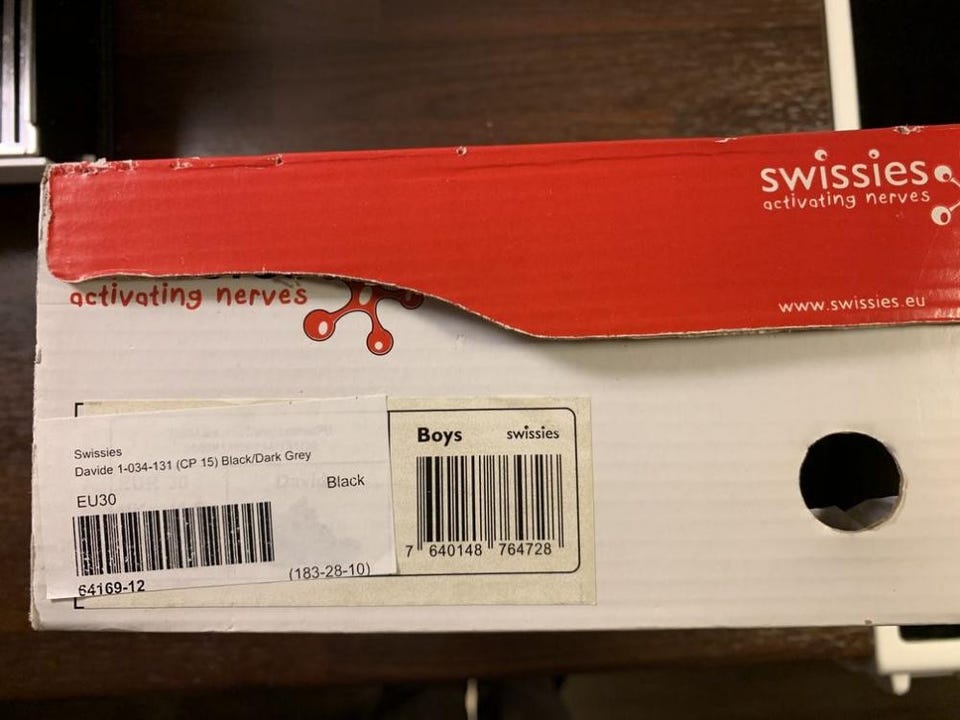 swissies
activating nerves
www.swissies.eu
activating nerves
Swissies
Davide 1-034-131 (CP 15) Black/Dark Grey
EU30
Black
64169-12
(183-28-10)
Boys
swissies
7 640148 764728